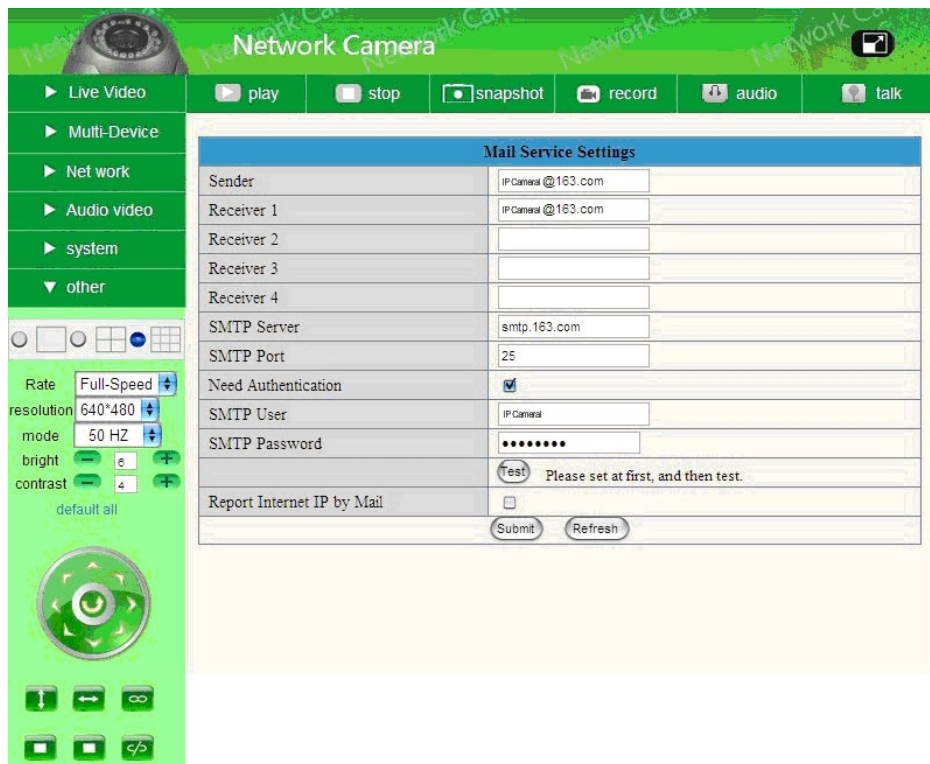 Network Camera
Live Video
play
stop
snapshot
record
audio
talk
Multi-Device
Net work
Audio video
system
other
Mail Service Settings
Sender IPCameral @163.com
Receiver 1 IPCameral @163.com
Receiver 2
Receiver 3
Receiver 4
SMTP Server smtp.163.com
SMTP Port 25
Need Authentication
SMTP User IPCameral
SMTP Password ••••••••
Test Please set at first, and then test.
Report Internet IP by Mail
Submit Refresh
Rate Full-Speed
resolution 640*480
mode 50 HZ
bright 6
contrast 4
default all